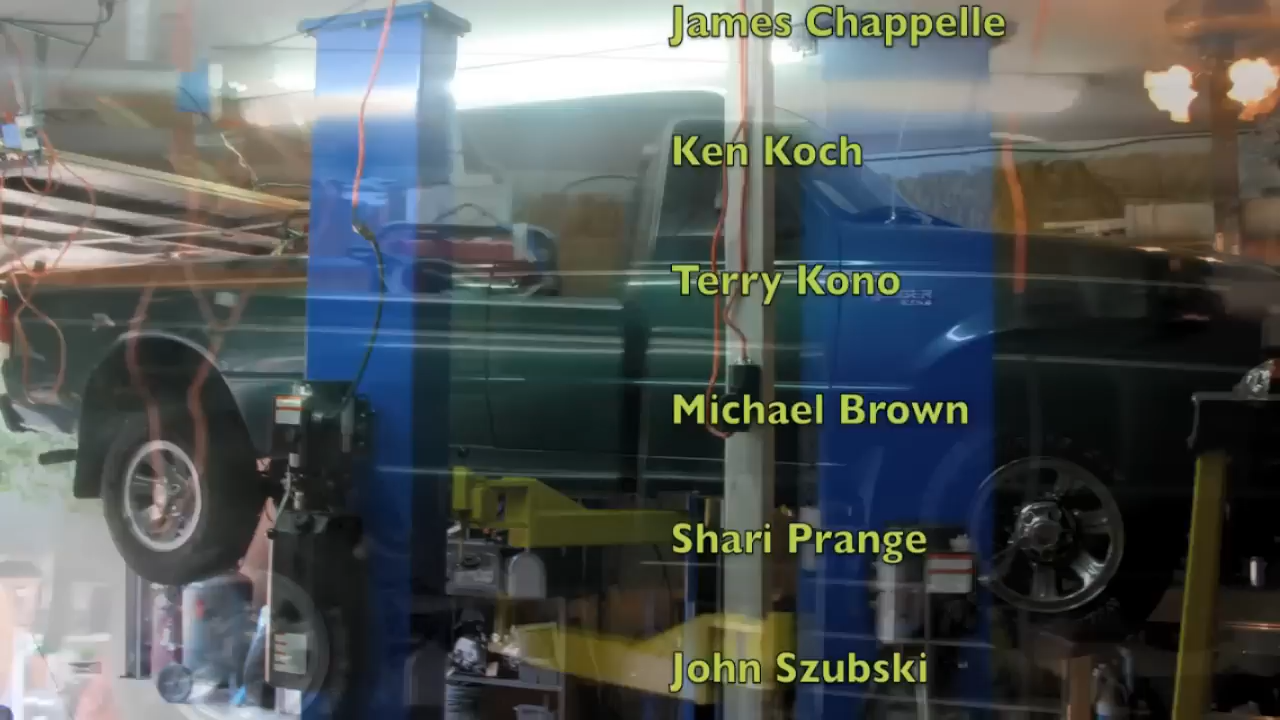 James Chappelle
Ken Koch
Terry Kono
Michael Brown
Shari Prange
John Szubski